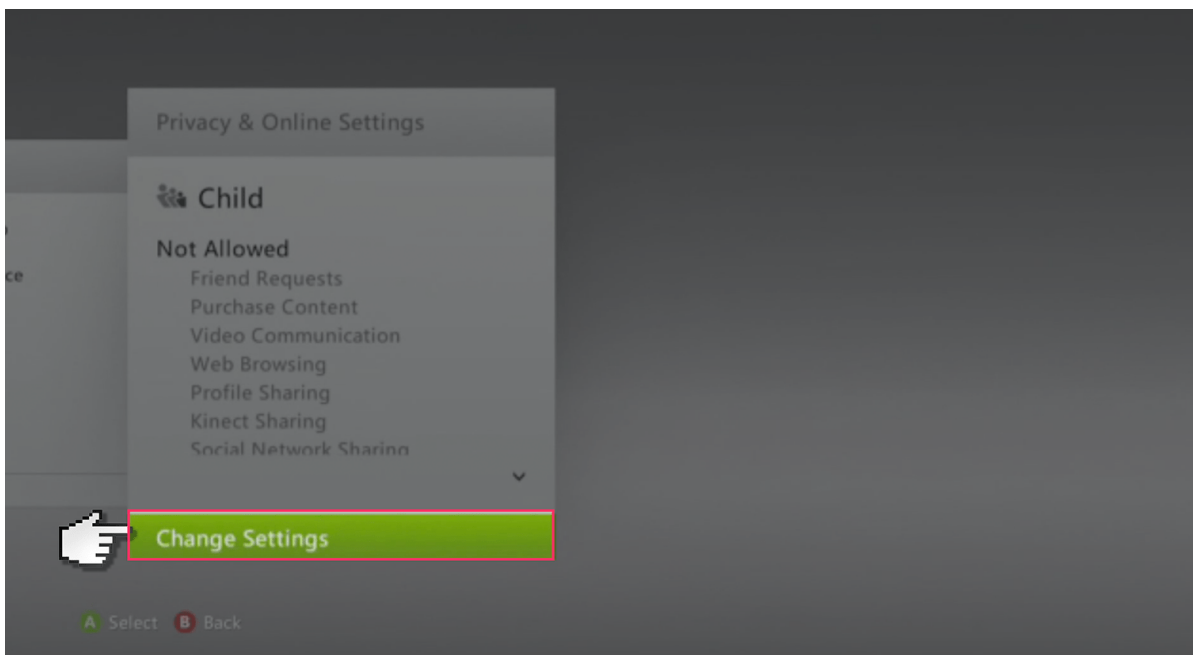 Privacy & Online Settings
Child
Not Allowed
ce
Friend Requests
Purchase Content
Video Communication
Web Browsing
Profile Sharing
Kinect Sharing
Social Network Sharing
Change Settings
A Select B Back